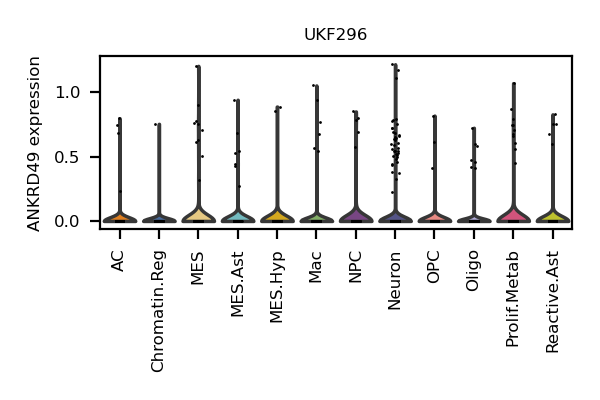 UKF296
ANKRD49 expression
1.0
0.5
0.0
AC
Chromatin.Reg
MES
MES.Ast
MES.Hyp
Mac
NPC
Neuron
OPC
Oligo
Prolif.Metab
Reactive.Ast